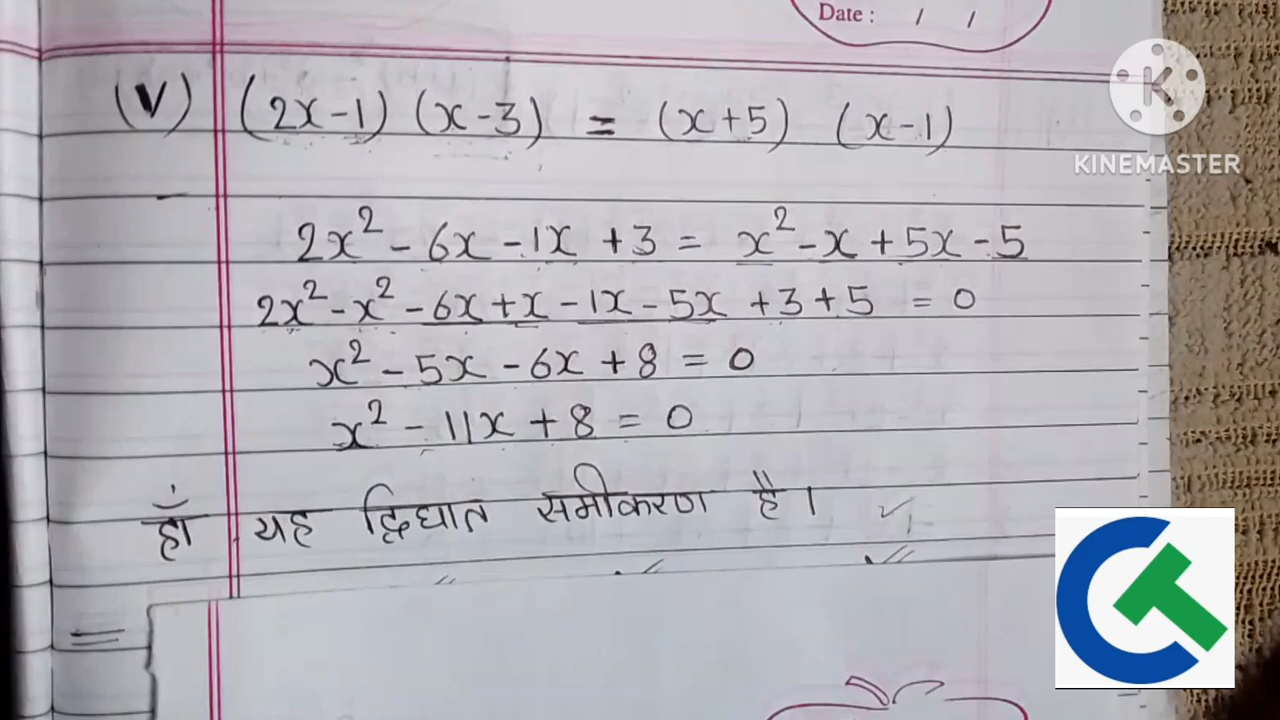 Date : / /
(V) (2x-1) (x-3) = (x+5) (x-1)
KINEMASTER
2x² - 6x - 1x + 3 = x² - x + 5x - 5
2x² - x² - 6x + x - 1x - 5x + 3 + 5 = 0
x² - 5x - 6x + 8 = 0
x² - 11x + 8 = 0
हाँ यह द्विघात समीकरण है।